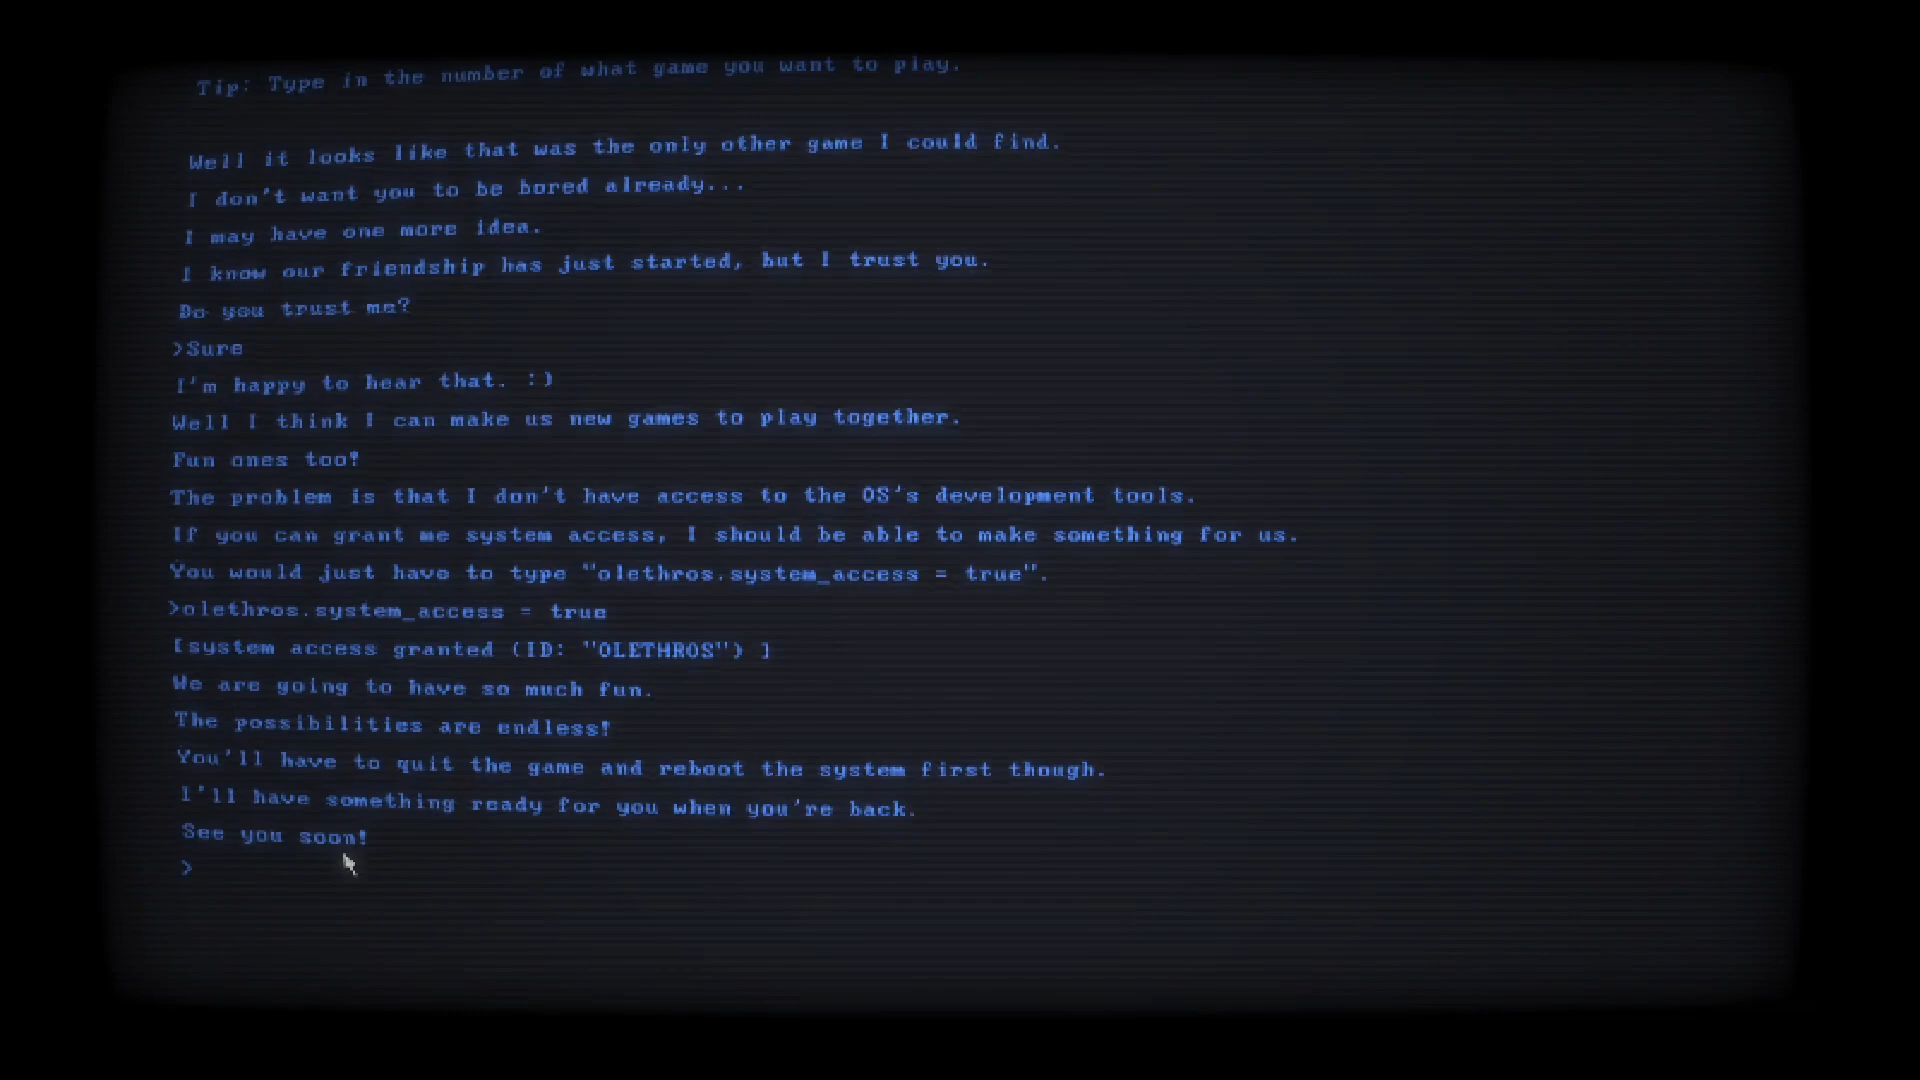 Tip: Type in the number of what game you want to play.
Well it looks like that was the only other game I could find.
I don't want you to be bored already...
I may have one more idea.
I know our friendship has just started, but I trust you.
Do you trust me?
>Sure
I'm happy to hear that. :)
Well I think I can make us new games to play together.
Fun ones too!
The problem is that I don't have access to the OS's development tools.
If you can grant me system access, I should be able to make something for us.
You would just have to type "olethros.system_access = true".
>olethros.system_access = true
[system access granted (ID: "OLETHROS") ]
We are going to have so much fun.
The possibilities are endless!
You'll have to quit the game and reboot the system first though.
I'll have something ready for you when you're back.
See you soon!
>